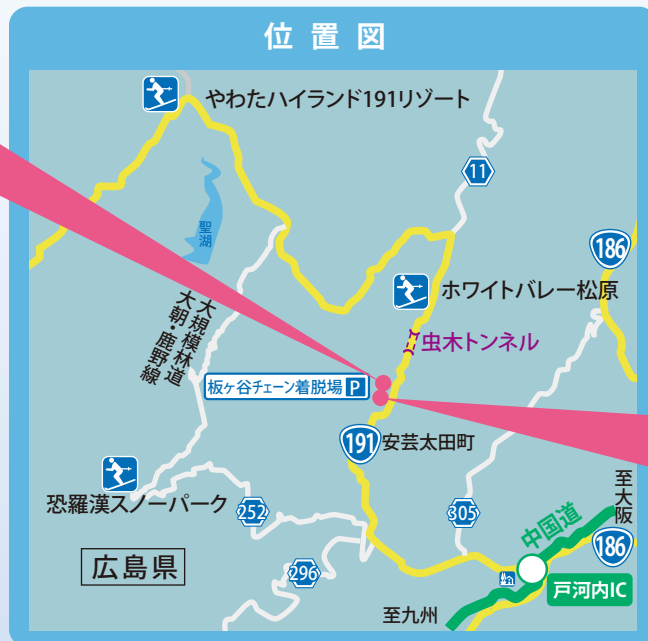 位置図
やわたハイランド191リゾート
11
聖湖
186
ホワイトバレー松原
大規模林道
大朝・鹿野線
虫木トンネル
板ヶ谷チェーン着脱場 P
191
安芸太田町
恐羅漢スノーパーク
252
305
至大阪
中国道
186
広島県
296
戸河内IC
至九州